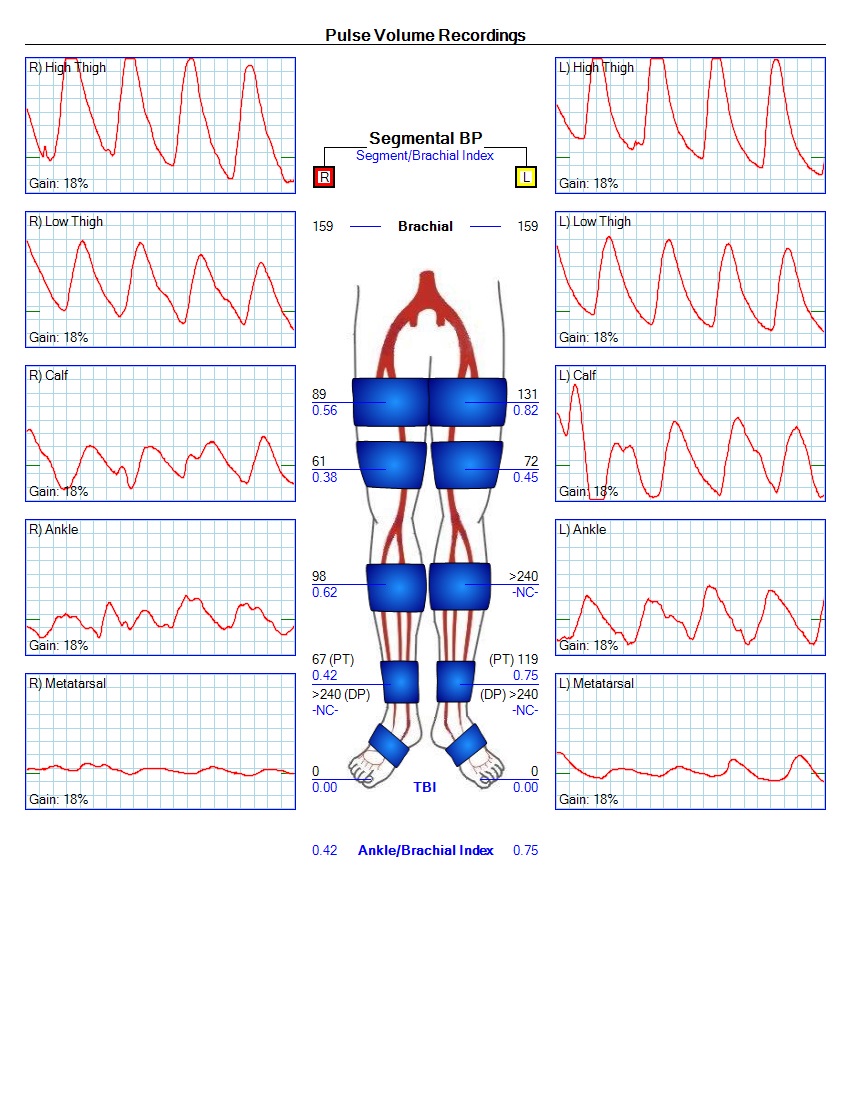 Pulse Volume Recordings
R) High Thigh
Gain: 18%
R) Low Thigh
Gain: 18%
R) Calf
Gain: 18%
R) Ankle
Gain: 18%
R) Metatarsal
Gain: 18%
Segmental BP
Segment/Brachial Index
R L
159 Brachial 159
89 131
0.56 0.82
61 72
0.38 0.45
98 >240
0.62 -NC-
67 (PT) (PT) 119
0.42 0.75
>240 (DP) (DP) >240
-NC- -NC-
0 0
0.00 TBI 0.00
0.42 Ankle/Brachial Index 0.75
L) High Thigh
Gain: 18%
L) Low Thigh
Gain: 18%
L) Calf
Gain: 18%
L) Ankle
Gain: 18%
L) Metatarsal
Gain: 18%